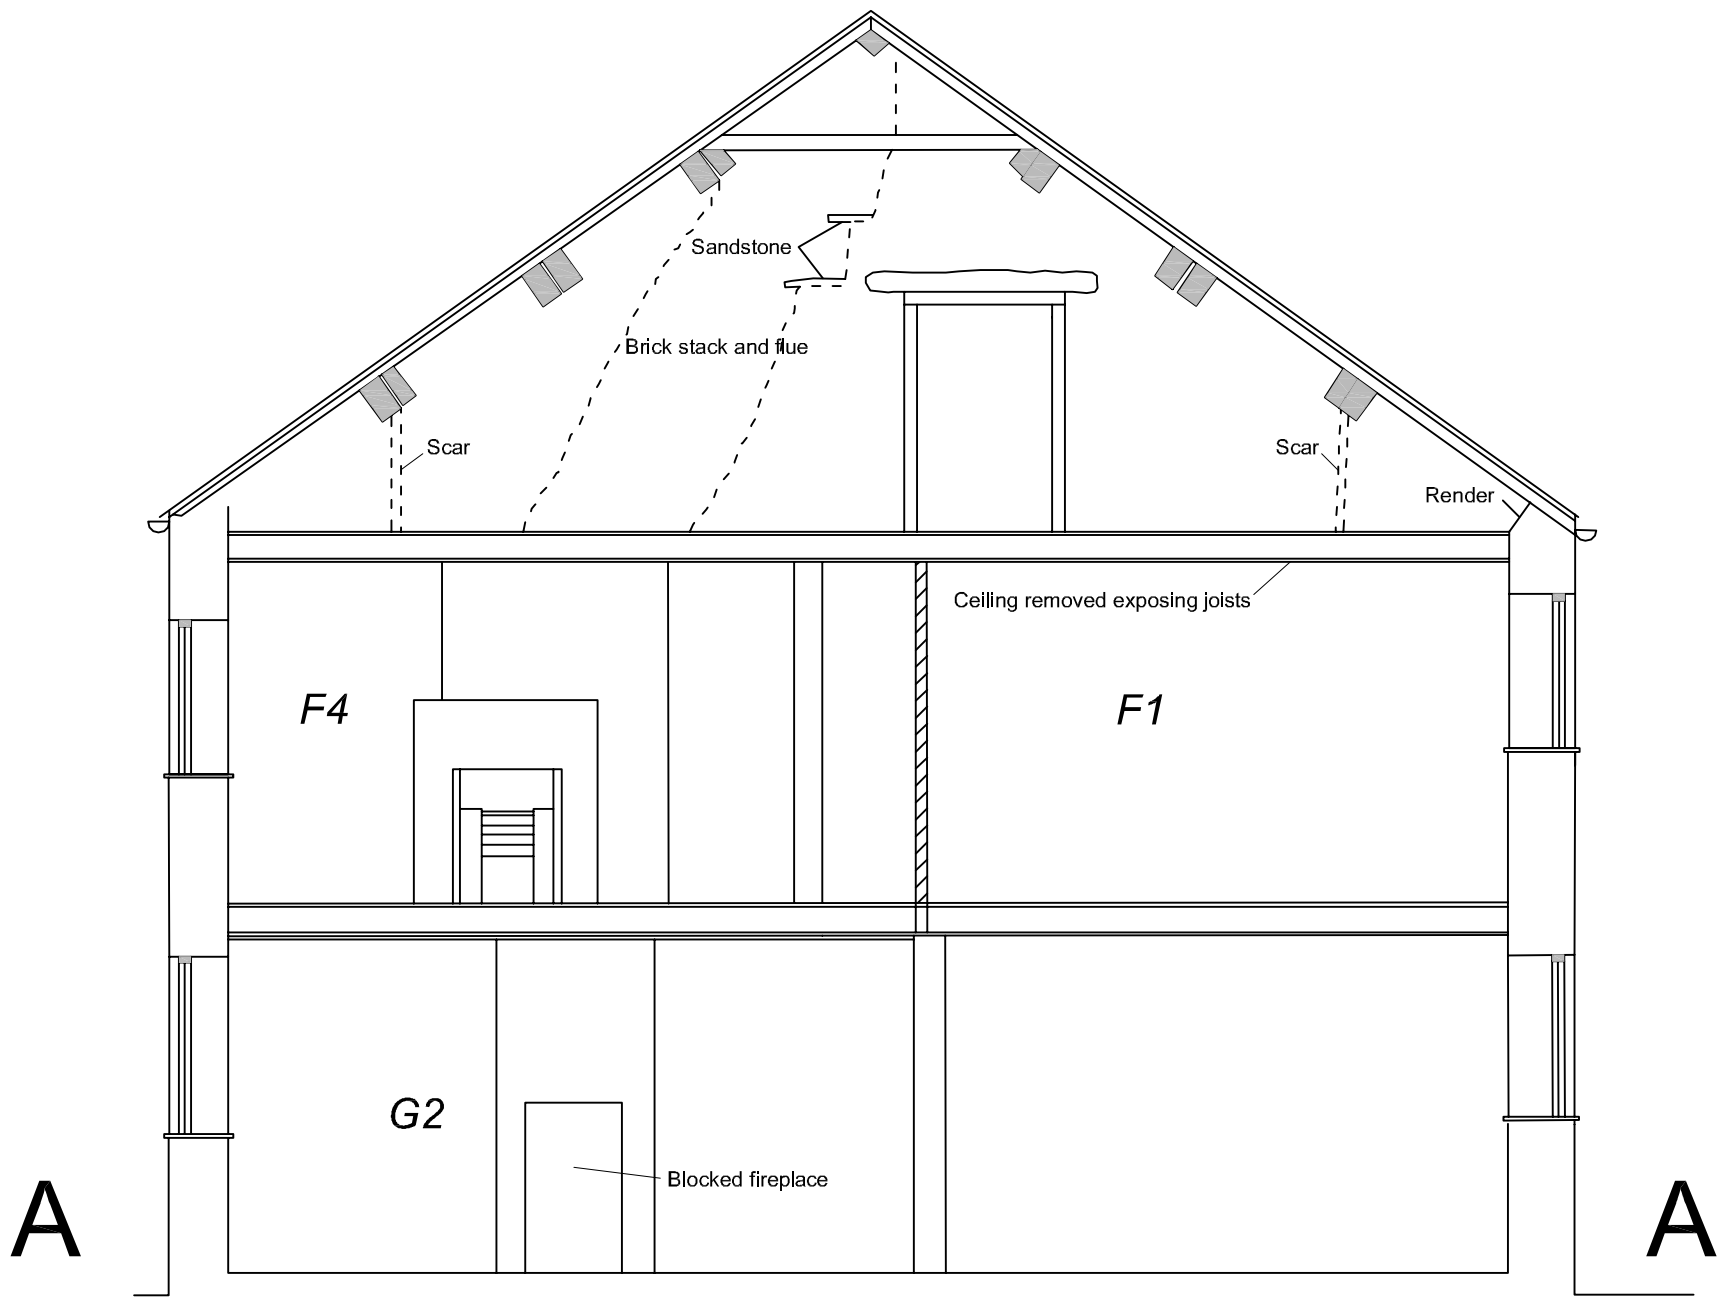 Sandstone
Brick stack and flue
Scar
Scar
Render
Ceiling removed exposing joists
F4
F1
G2
Blocked fireplace
A
A